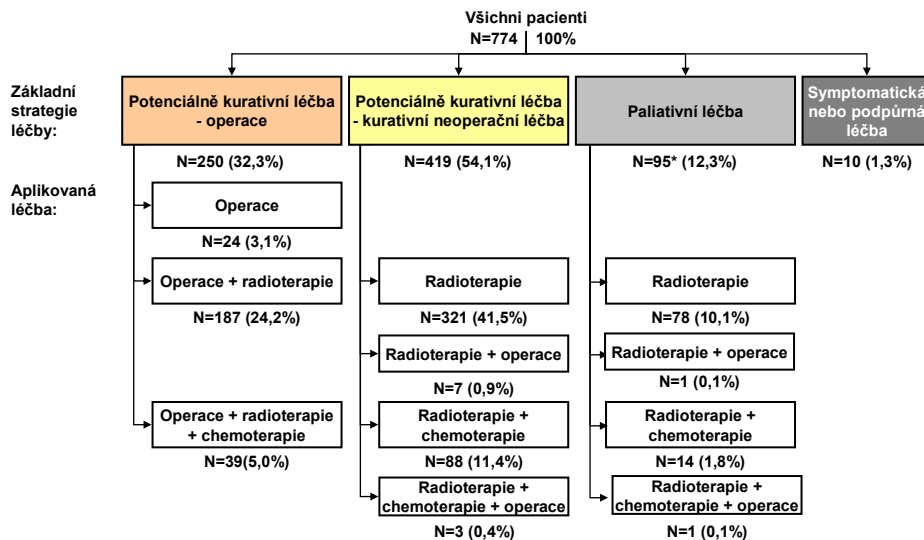 Všichni pacienti
N=774 100%
Základní
strategie
léčby:
Potenciálně kurativní léčba
- operace
Potenciálně kurativní léčba
- kurativní neoperační léčba
Paliativní léčba
Symptomatická
nebo podpůrná
léčba
N=250 (32,3%)
N=419 (54,1%)
N=95* (12,3%)
N=10 (1,3%)
Aplikovaná
léčba:
Operace
N=24 (3,1%)
Operace + radioterapie
N=187 (24,2%)
Operace + radioterapie
+ chemoterapie
N=39(5,0%)
Radioterapie
N=321 (41,5%)
Radioterapie + operace
N=7 (0,9%)
Radioterapie +
chemoterapie
N=88 (11,4%)
Radioterapie +
chemoterapie + operace
N=3 (0,4%)
Radioterapie
N=78 (10,1%)
Radioterapie + operace
N=1 (0,1%)
Radioterapie +
chemoterapie
N=14 (1,8%)
Radioterapie +
chemoterapie + operace
N=1 (0,1%)